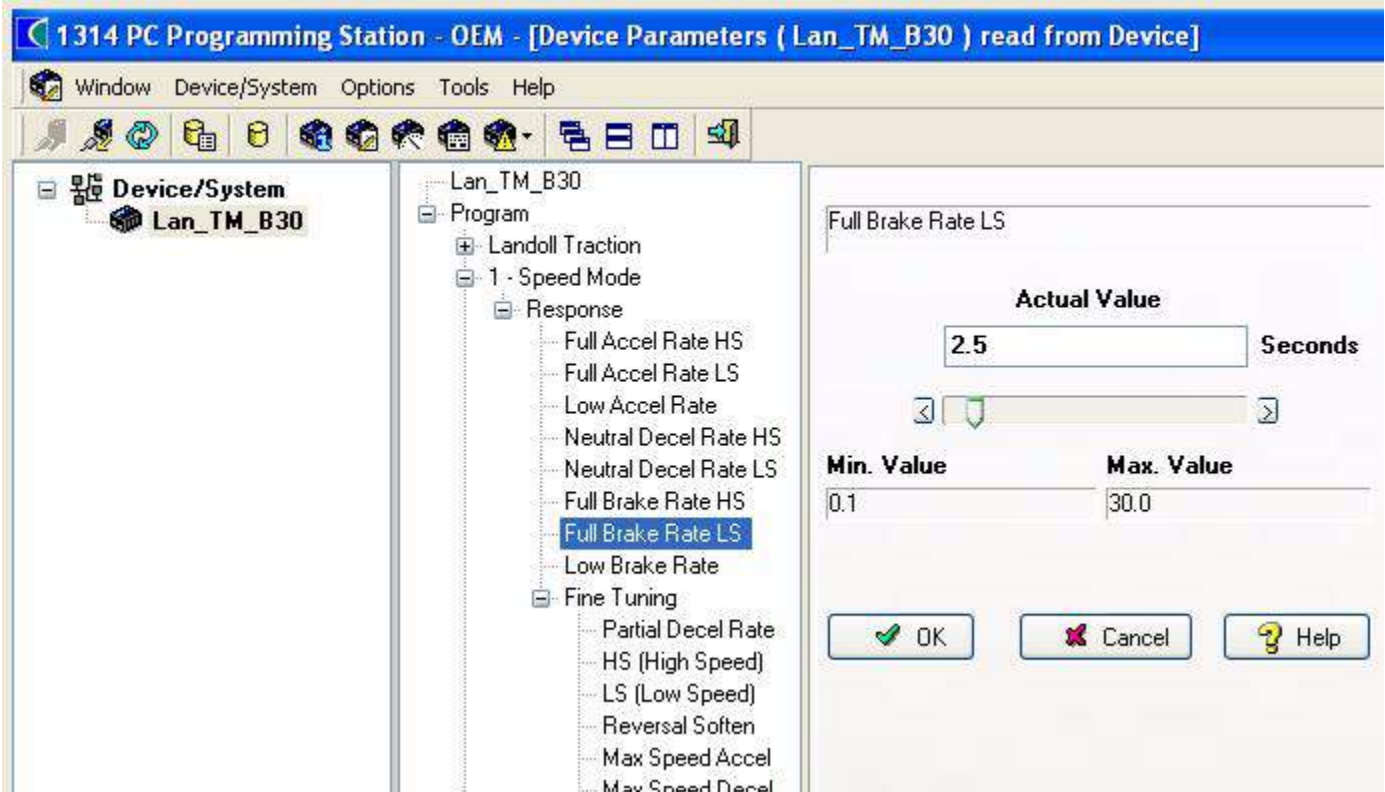 1314 PC Programming Station - OEM - [Device Parameters ( Lan_TM_B30 ) read from Device]
Window Device/System Options Tools Help
Device/System
Lan_TM_B30
Lan_TM_B30
Program
Landoll Traction
1 - Speed Mode
Response
Full Accel Rate HS
Full Accel Rate LS
Low Accel Rate
Neutral Decel Rate HS
Neutral Decel Rate LS
Full Brake Rate HS
Full Brake Rate LS
Low Brake Rate
Fine Tuning
Partial Decel Rate
HS (High Speed)
LS (Low Speed)
Reversal Soften
Max Speed Accel
Max Speed Decel
Full Brake Rate LS
Actual Value
2.5 Seconds
Min. Value Max. Value
0.1 30.0
OK Cancel Help